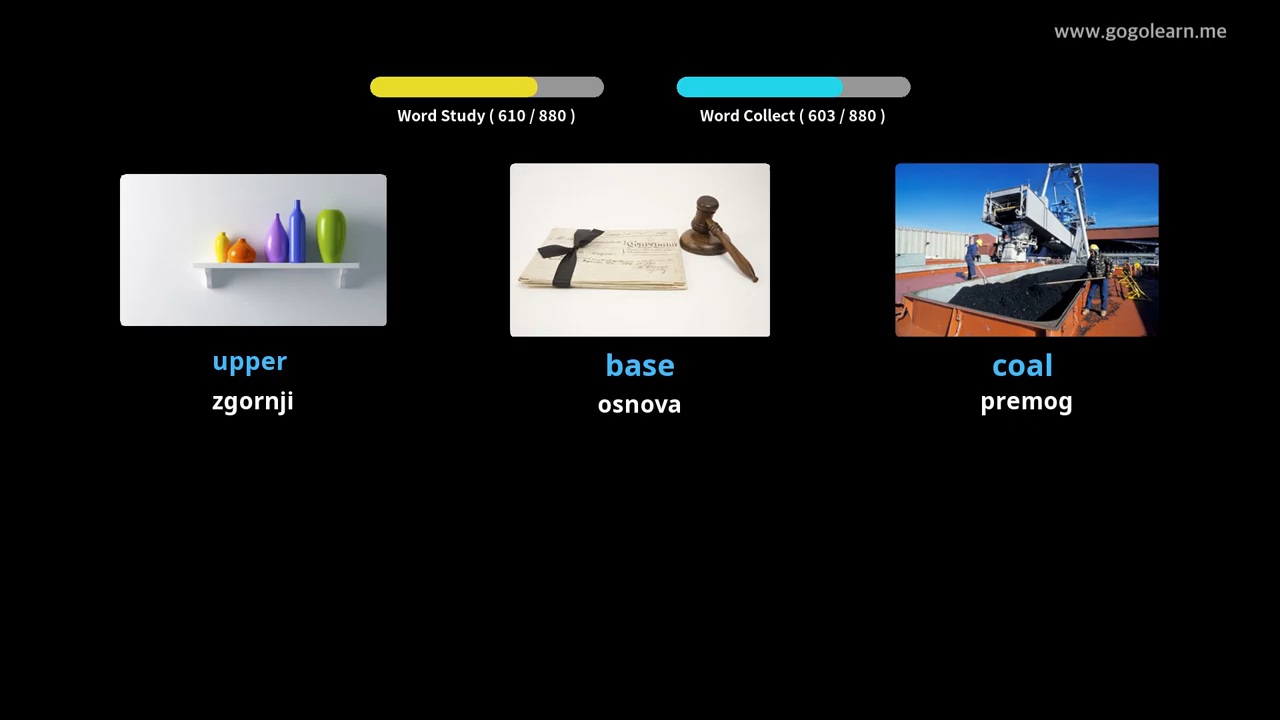 www.gogolearn.me
Word Study ( 610 / 880 )
Word Collect ( 603 / 880 )
upper
zgornji
base
osnova
coal
premog